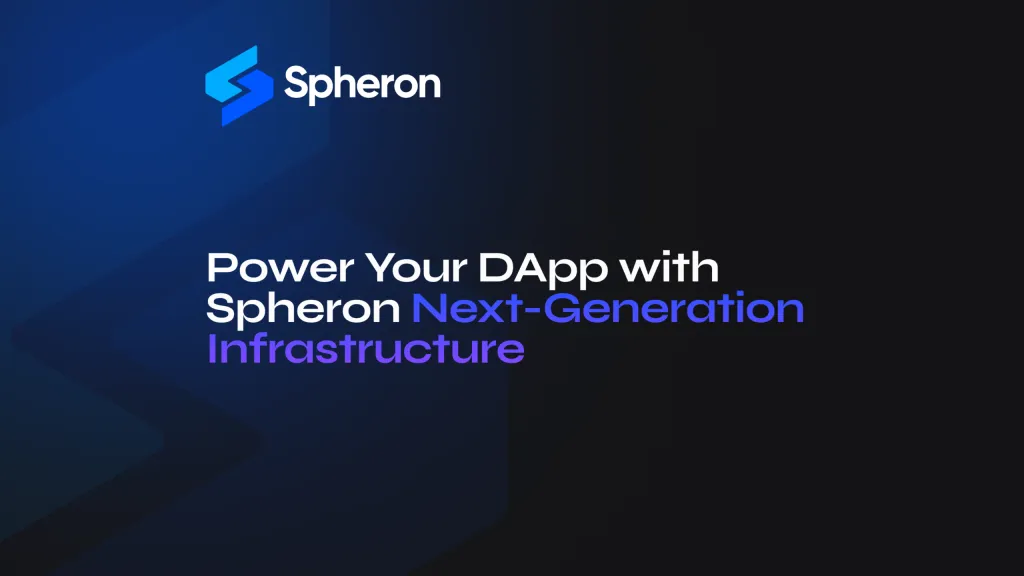 Spheron
Power Your DApp with
Spheron Next-Generation
Infrastructure